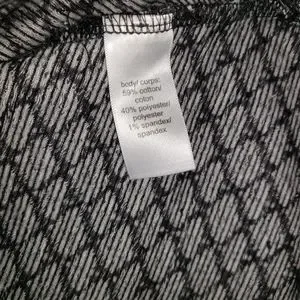 body/ corps:
59% cotton/
coton
40% polyester/
polyester
1% spandex/
spandex